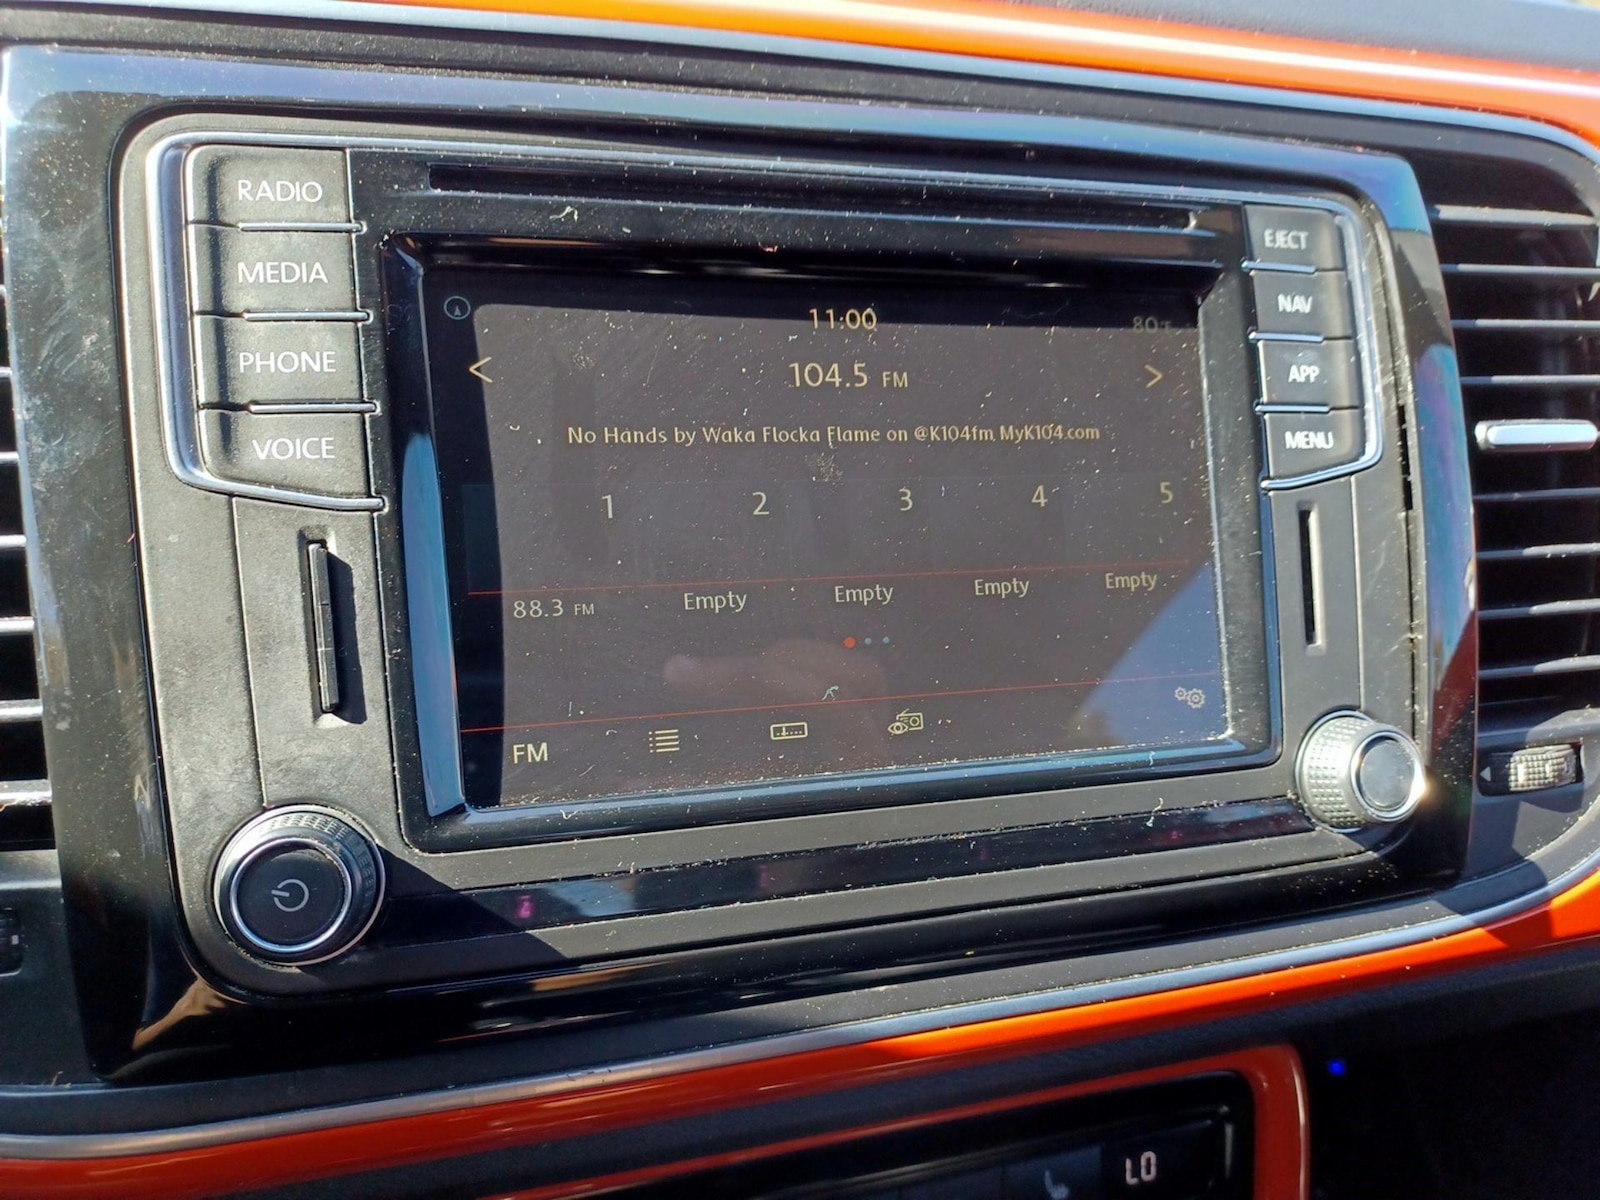 RADIO
MEDIA
PHONE
VOICE
EJECT
NAV
APP
MENU
11:00
80°F
< 104.5 FM >
No Hands by Waka Flocka Flame on @K104fm MyK104.com
1 2 3 4 5
88.3 FM Empty Empty Empty Empty
FM
LO